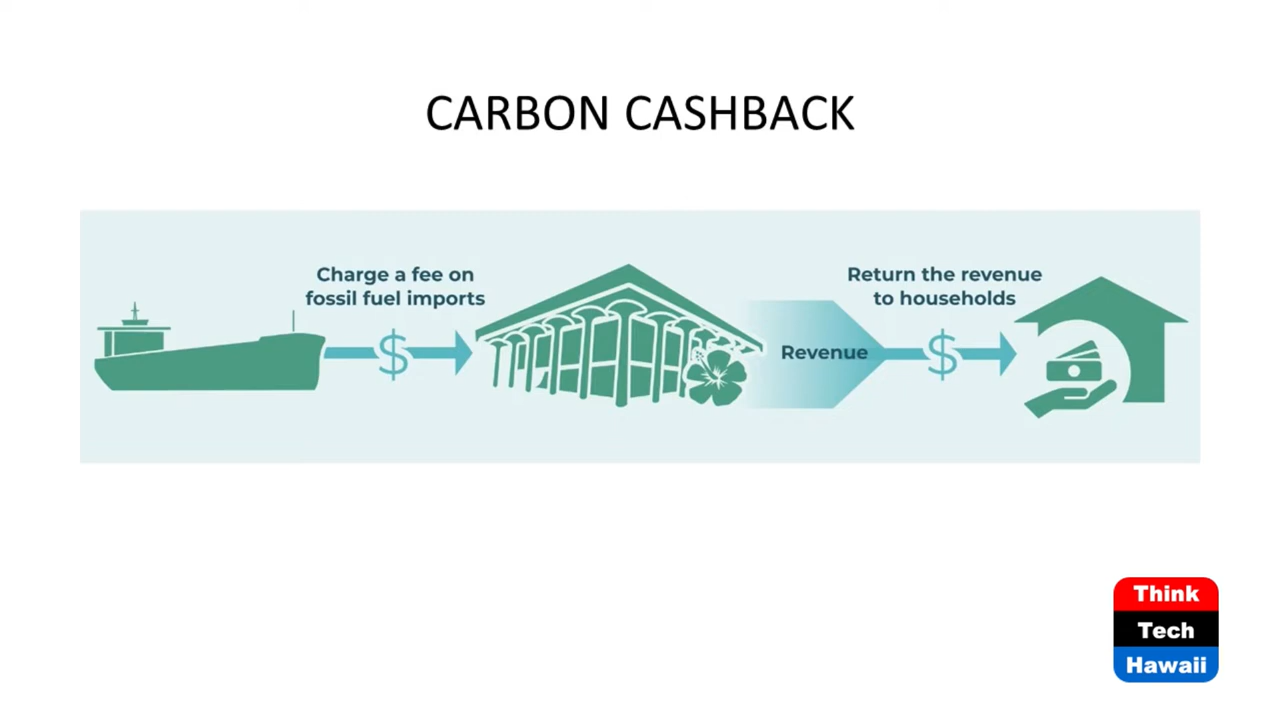 CARBON CASHBACK
Charge a fee on
fossil fuel imports
$
Revenue
Return the revenue
to households
$
Think
Tech
Hawaii